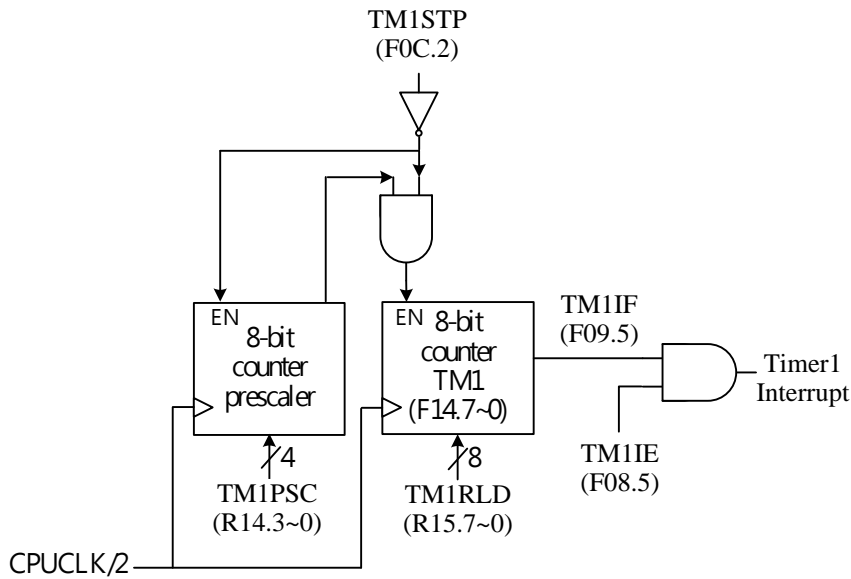 TM1STP
(F0C.2)
EN
8-bit
counter
prescaler
EN
8-bit
counter
TM1
(F14.7~0)
TM1IF
(F09.5)
Timer1
Interrupt
TM1IE
(F08.5)
4
8
TM1PSC
(R14.3~0)
TM1RLD
(R15.7~0)
CPUCLK/2